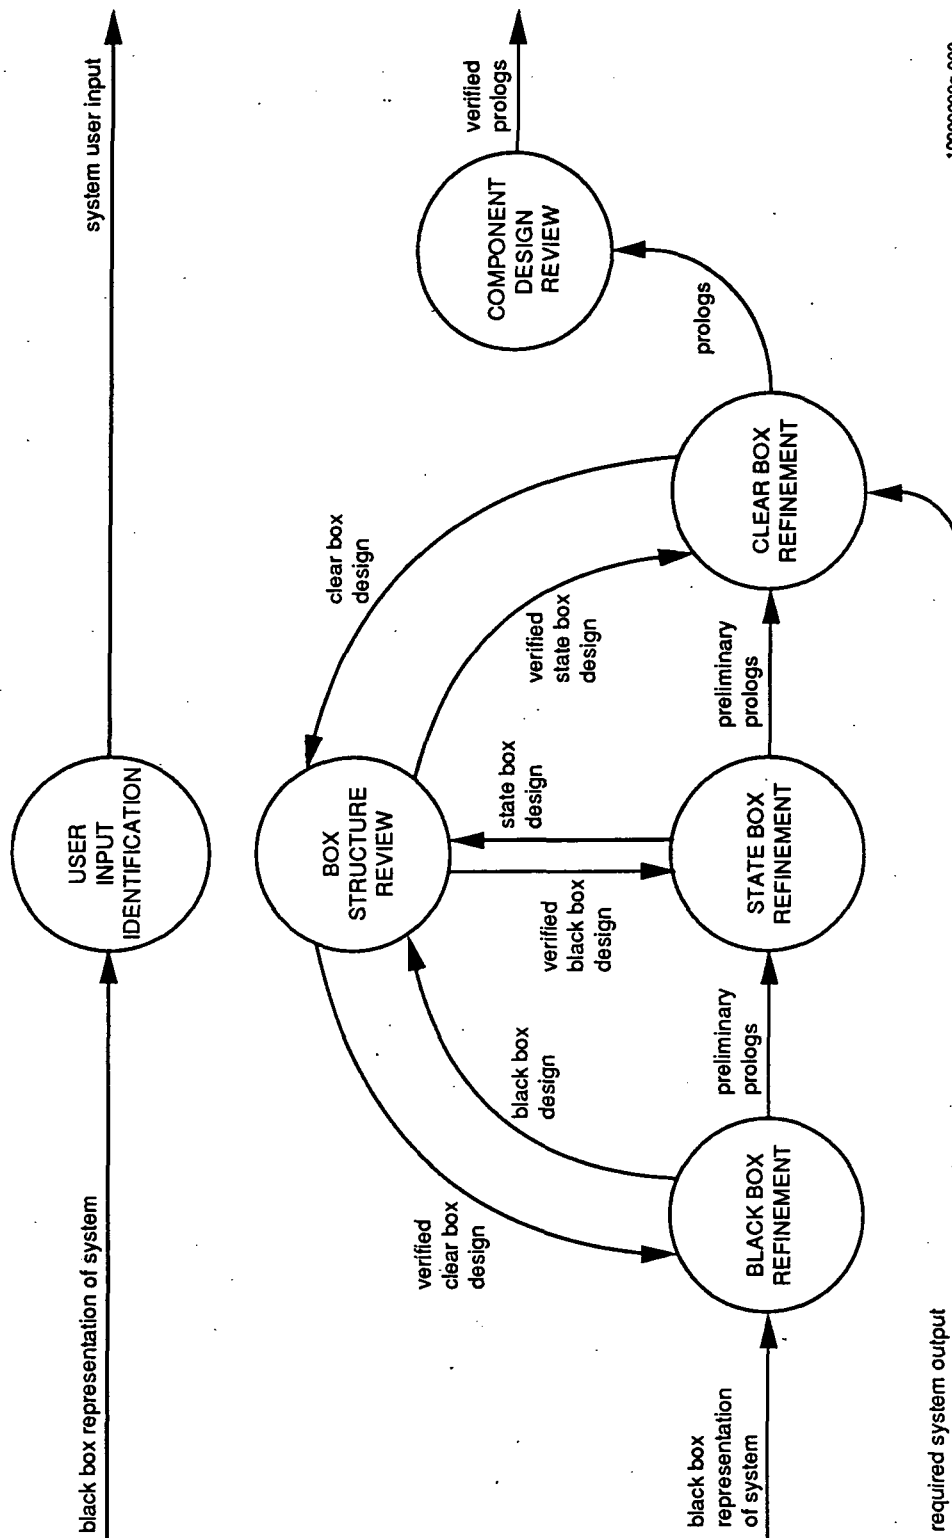 black box representation of system
USER
INPUT
IDENTIFICATION
system user input
verified
clear box
design
black box
design
BOX
STRUCTURE
REVIEW
verified
black box
design
state box
design
clear box
design
verified
state box
design
COMPONENT
DESIGN
REVIEW
verified
prologs
black box
representation
of system
BLACK BOX
REFINEMENT
preliminary
prologs
STATE BOX
REFINEMENT
preliminary
prologs
CLEAR BOX
REFINEMENT
prologs
required system output